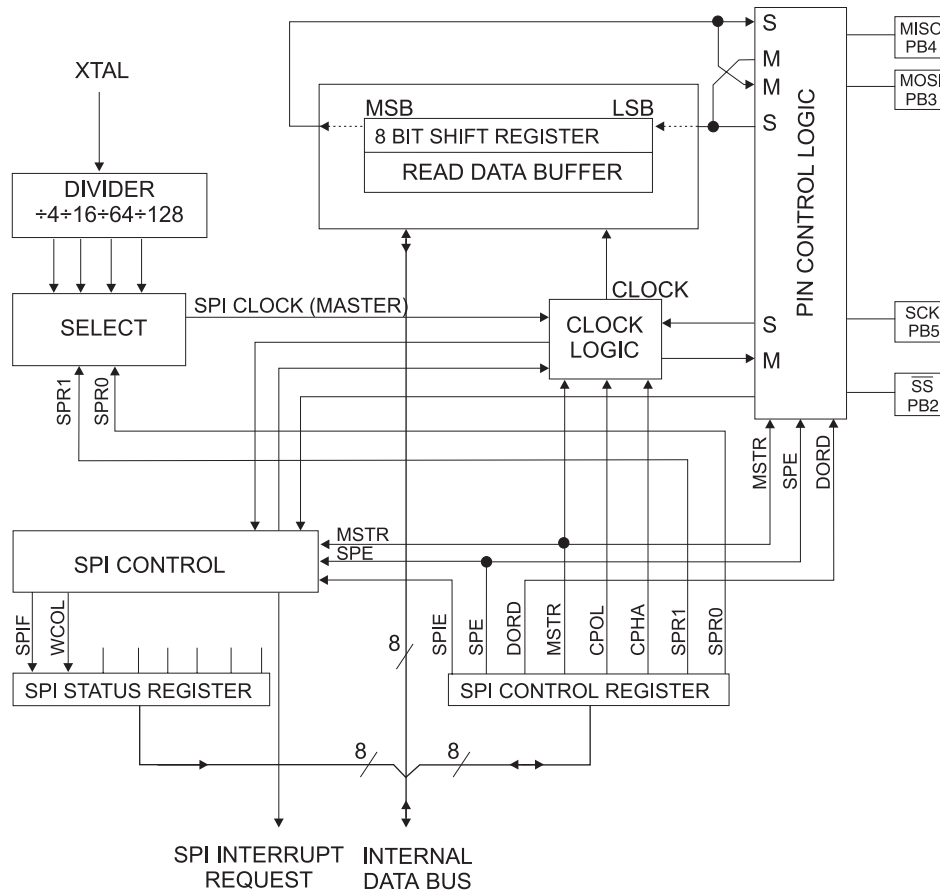 S
MISO
PB4
XTAL
M
MOSI
PB3
M
MSB
LSB
S
8 BIT SHIFT REGISTER
READ DATA BUFFER
PIN CONTROL LOGIC
DIVIDER
÷4÷16÷64÷128
SPI CLOCK (MASTER)
CLOCK
SELECT
CLOCK
LOGIC
S
M
SCK
PB5
SS
PB2
SPR1
SPR0
MSTR
SPE
DORD
MSTR
SPE
SPI CONTROL
SPIF
WCOL
8
SPIE
SPE
DORD
MSTR
CPOL
CPHA
SPR1
SPR0
SPI STATUS REGISTER
SPI CONTROL REGISTER
8
8
SPI INTERRUPT
REQUEST
INTERNAL
DATA BUS